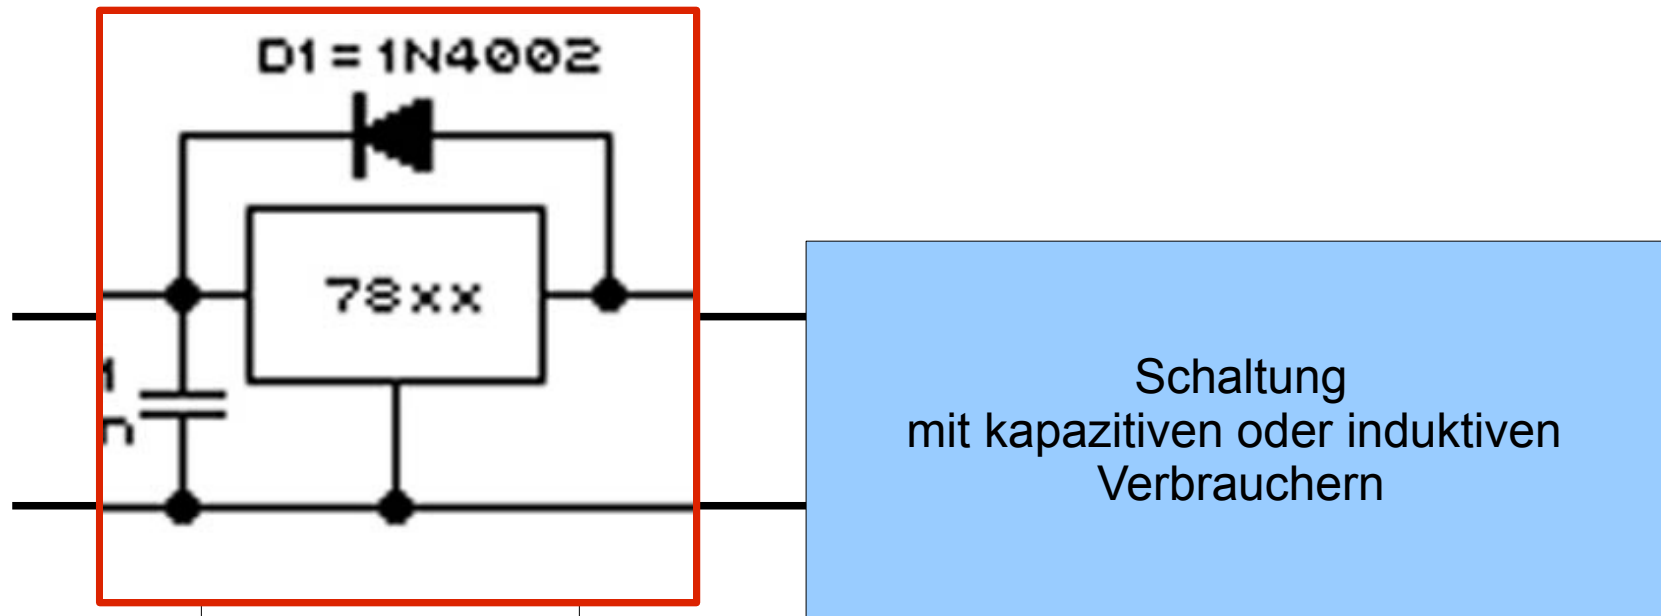 D1=1N4002
78xx
Schaltung
mit kapazitiven oder induktiven
Verbrauchern